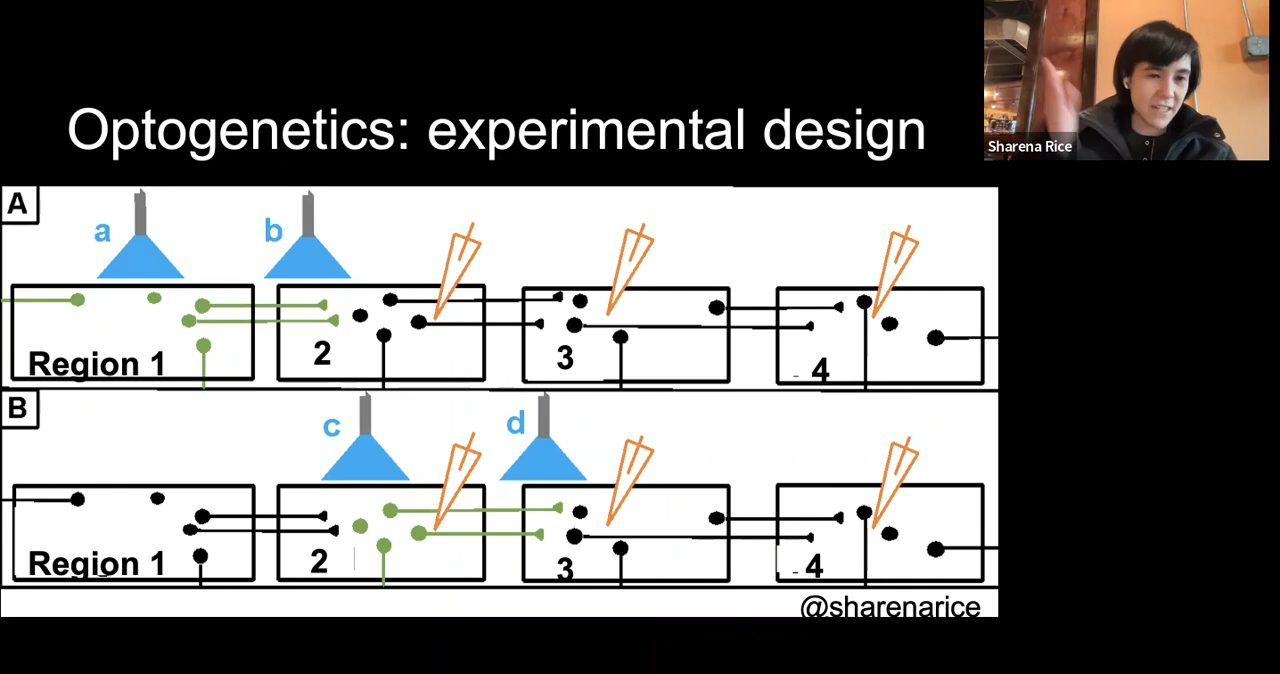 Optogenetics: experimental design
Sharena Rice
A
a b
Region 1 2 3 4
B
c d
Region 1 2 3 4
@sharenarice